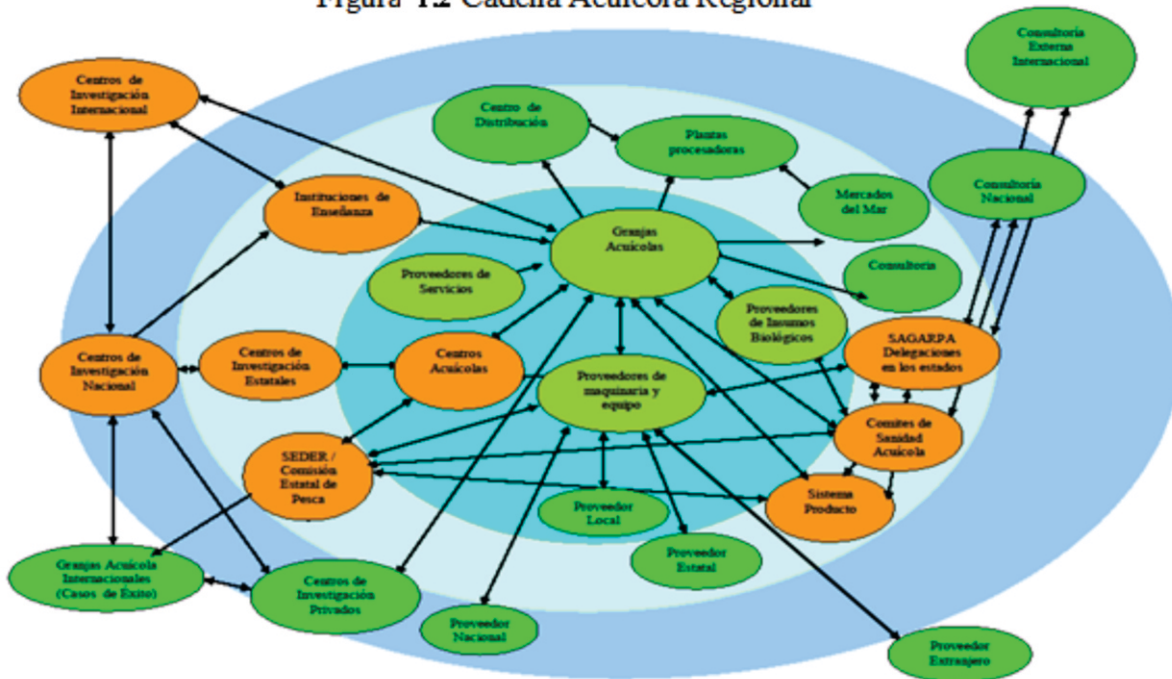 Figura 1.2 Cadena Acuícora Regional
Consultoría
Externa
Internacional
Centros de
Investigación
Internacional
Centro de
Distribución
Plantas
procesadoras
Consultoría
Nacional
Instituciones de
Enseñanza
Mercados
del Mar
Granjas
Acuícolas
Proveedores de
Servicios
Consultoría
Proveedores
de Insumos
Biológicos
Centros de
Investigación
Nacional
Centros de
Investigación
Estatales
Centros
Acuícolas
Proveedores de
maquinaria y
equipo
SAGARPA
Delegaciones
en los estados
Comites de
Sanidad
Acuícola
SEDER /
Comisión
Estatal de
Pesca
Sistema
Producto
Proveedor
Local
Proveedor
Estatal
Granjas Acuícola
Internacionales
(Casos de Éxito)
Centros de
Investigación
Privados
Proveedor
Nacional
Proveedor
Extranjero